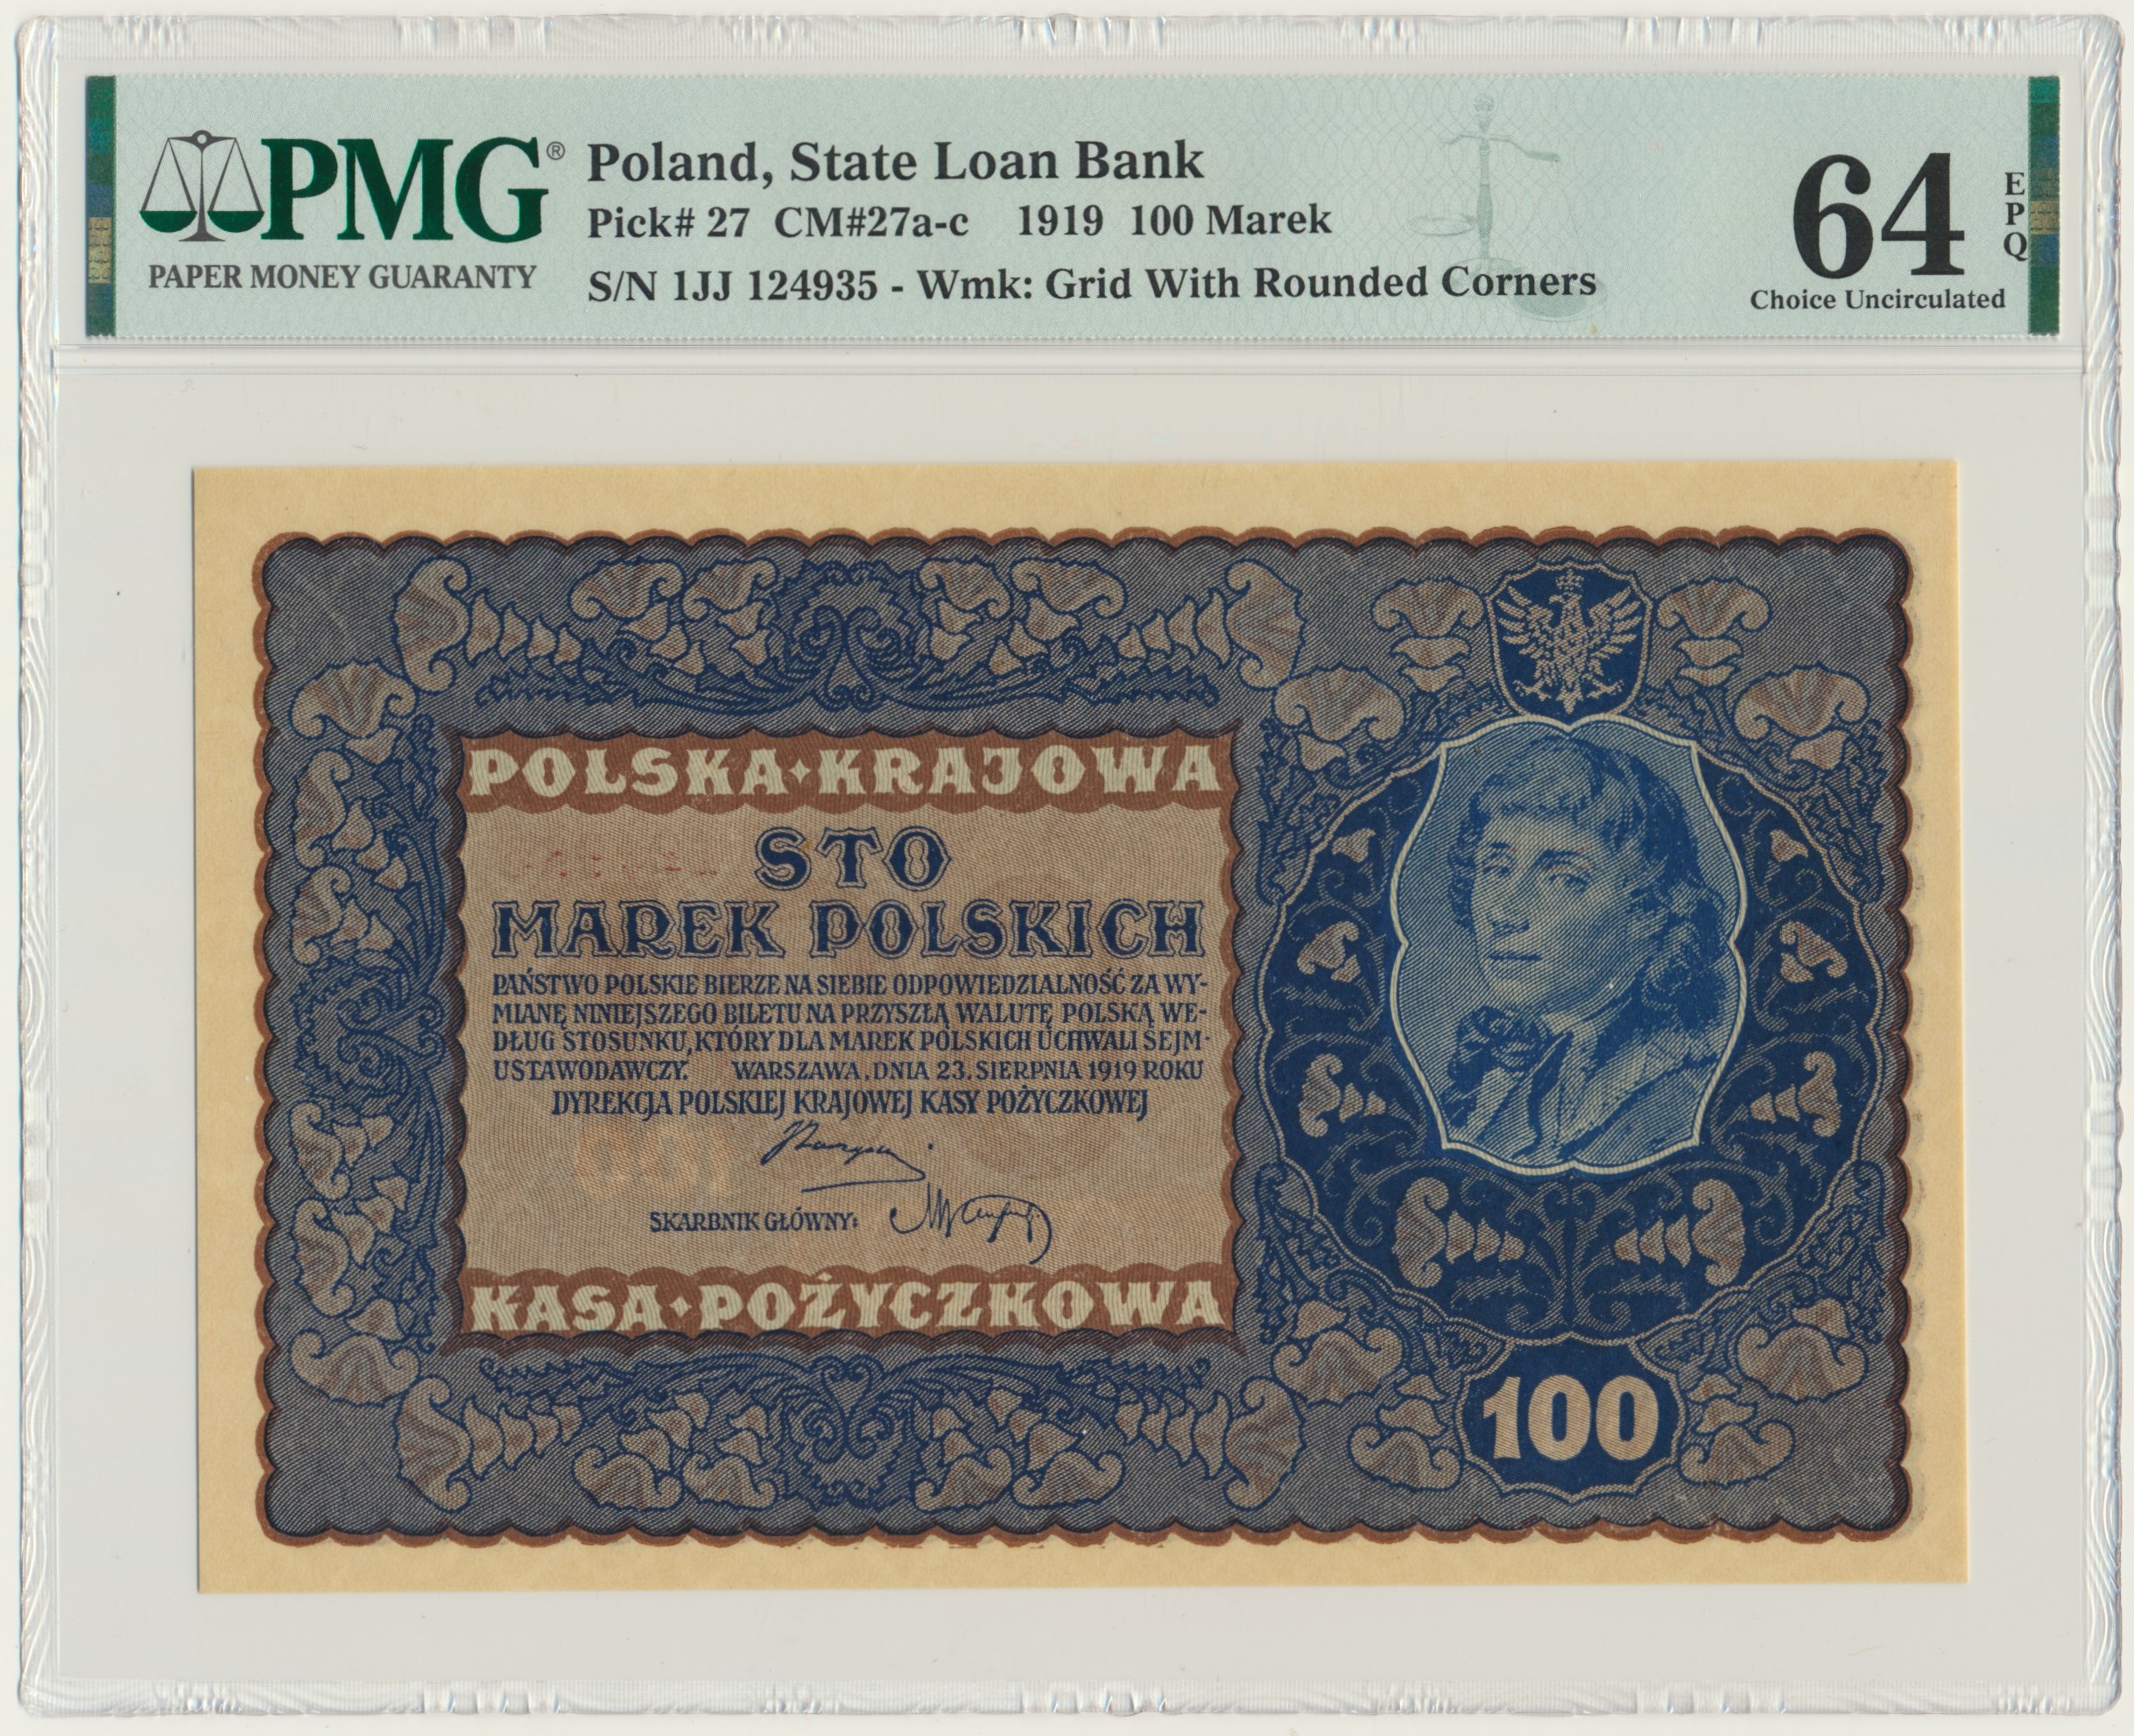 PMG®
PAPER MONEY GUARANTY
Poland, State Loan Bank
Pick# 27 CM#27a-c 1919 100 Marek
S/N 1JJ 124935 - Wmk: Grid With Rounded Corners
64
EPQ
Choice Uncirculated
POLSKA KRAJOWA
STO
MAREK POLSKICH
PAŃSTWO POLSKIE BIERZE NA SIEBIE ODPOWIEDZIALNOŚĆ ZA WY-
MIANĘ NINIEJSZEGO BILETU NA PRZYSZŁĄ WALUTĘ POLSKĄ WE-
DŁUG STOSUNKU, KTÓRY DLA MAREK POLSKICH UCHWALI SEJM-
USTAWODAWCZY. WARSZAWA, DNIA 23. SIERPNIA 1919 ROKU
DYREKCJA POLSKIEJ KRAJOWEJ KASY POŻYCZKOWEJ
SKARBNIK GŁÓWNY:
KASA POŻYCZKOWA
100